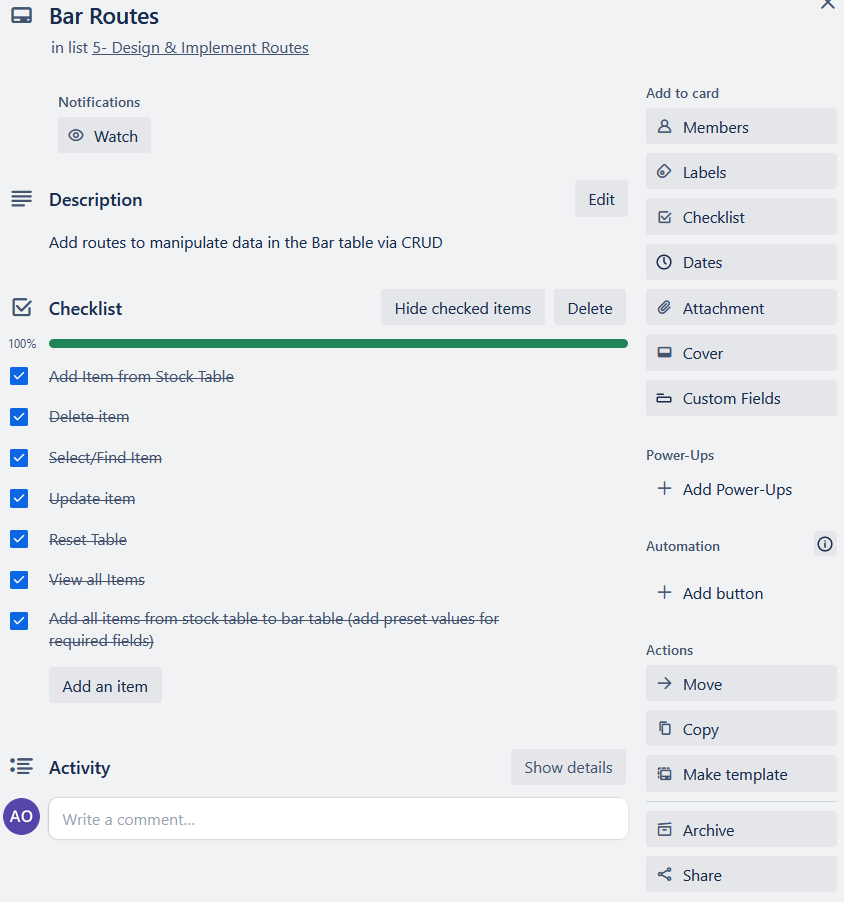 Bar Routes
in list 5- Design & Implement Routes
Notifications
Watch
Description
Edit
Add routes to manipulate data in the Bar table via CRUD
Checklist
Hide checked items
Delete
100%
Add Item from Stock Table
Delete item
Select/Find Item
Update item
Reset Table
View all Items
Add all items from stock table to bar table (add preset values for
required fields)
Add an item
Activity
Show details
AO
Write a comment...
Add to card
Members
Labels
Checklist
Dates
Attachment
Cover
Custom Fields
Power-Ups
Add Power-Ups
Automation
Add button
Actions
Move
Copy
Make template
Archive
Share